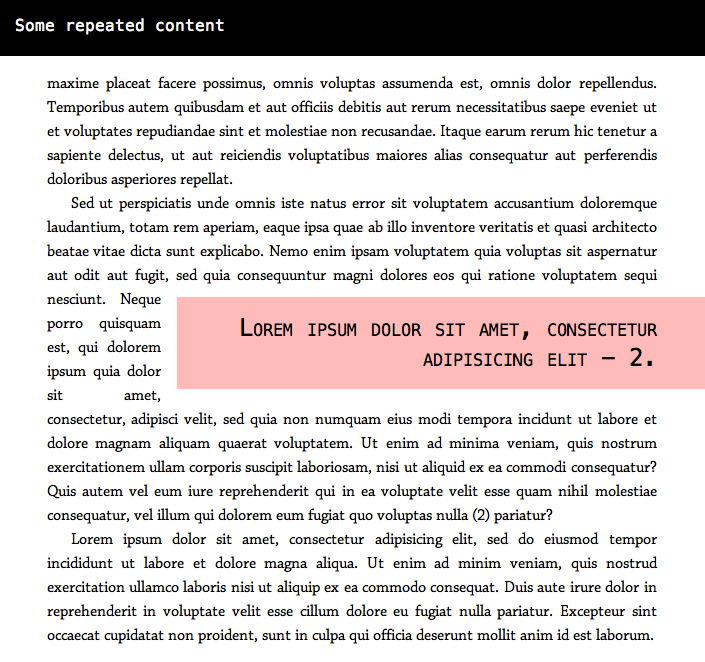 Some repeated content
maxime placeat facere possimus, omnis voluptas assumenda est, omnis dolor repellendus.
Temporibus autem quibusdam et aut officiis debitis aut rerum necessitatibus saepe eveniet ut
et voluptates repudiandae sint et molestiae non recusandae. Itaque earum rerum hic tenetur a
sapiente delectus, ut aut reiciendis voluptatibus maiores alias consequatur aut perferendis
doloribus asperiores repellat.
Sed ut perspiciatis unde omnis iste natus error sit voluptatem accusantium doloremque
laudantium, totam rem aperiam, eaque ipsa quae ab illo inventore veritatis et quasi architecto
beatae vitae dicta sunt explicabo. Nemo enim ipsam voluptatem quia voluptas sit aspernatur
aut odit aut fugit, sed quia consequuntur magni dolores eos qui ratione voluptatem sequi
nesciunt. Neque
porro quisquam
est, qui dolorem
ipsum quia dolor
sit amet,
Lorem ipsum dolor sit amet, consectetur
adipisicing elit – 2.
consectetur, adipisci velit, sed quia non numquam eius modi tempora incidunt ut labore et
dolore magnam aliquam quaerat voluptatem. Ut enim ad minima veniam, quis nostrum
exercitationem ullam corporis suscipit laboriosam, nisi ut aliquid ex ea commodi consequatur?
Quis autem vel eum iure reprehenderit qui in ea voluptate velit esse quam nihil molestiae
consequatur, vel illum qui dolorem eum fugiat quo voluptas nulla (2) pariatur?
Lorem ipsum dolor sit amet, consectetur adipisicing elit, sed do eiusmod tempor
incididunt ut labore et dolore magna aliqua. Ut enim ad minim veniam, quis nostrud
exercitation ullamco laboris nisi ut aliquip ex ea commodo consequat. Duis aute irure dolor in
reprehenderit in voluptate velit esse cillum dolore eu fugiat nulla pariatur. Excepteur sint
occaecat cupidatat non proident, sunt in culpa qui officia deserunt mollit anim id est laborum.